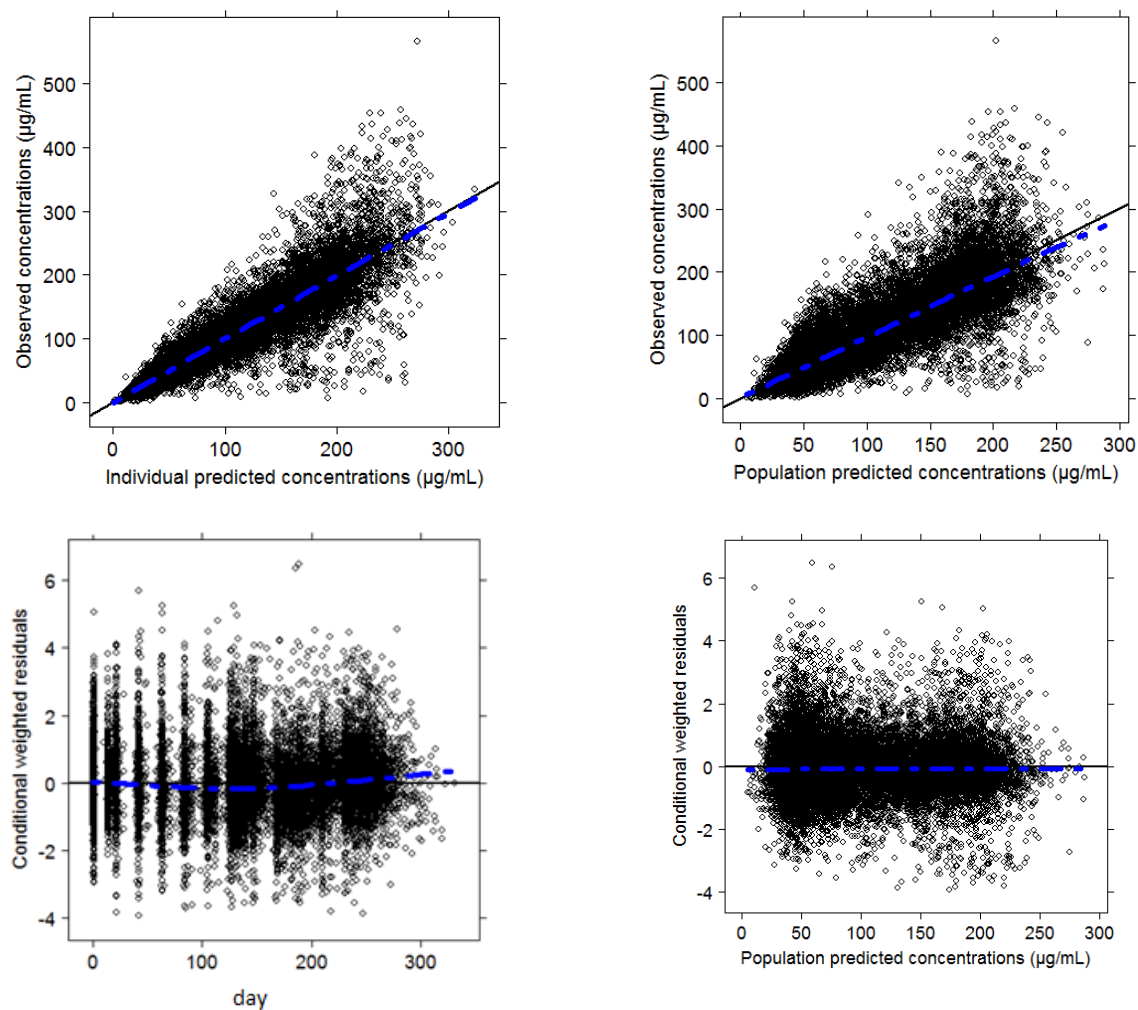 Observed concentrations (µg/mL)
500
400
300
200
100
0
0 100 200 300
Individual predicted concentrations (µg/mL)
Observed concentrations (µg/mL)
500
400
300
200
100
0
0 50 100 150 200 250 300
Population predicted concentrations (µg/mL)
Conditional weighted residuals
6
4
2
0
-2
-4
0 100 200 300
day
Conditional weighted residuals
6
4
2
0
-2
-4
0 50 100 150 200 250 300
Population predicted concentrations (µg/mL)